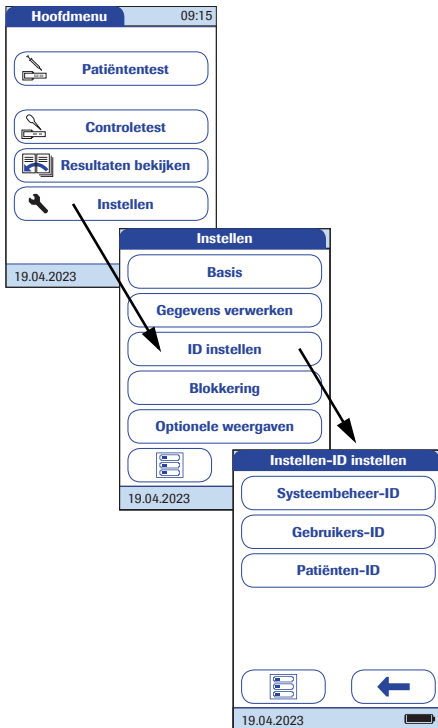 Hoofdmenu 09:15
Patiëntentest
Controletest
Resultaten bekijken
Instellen
19.04.2023
Instellen
Basis
Gegevens verwerken
ID instellen
Blokkering
Optionele weergaven
19.04.2023
Instellen-ID instellen
Systeembeheer-ID
Gebruikers-ID
Patiënten-ID
19.04.2023